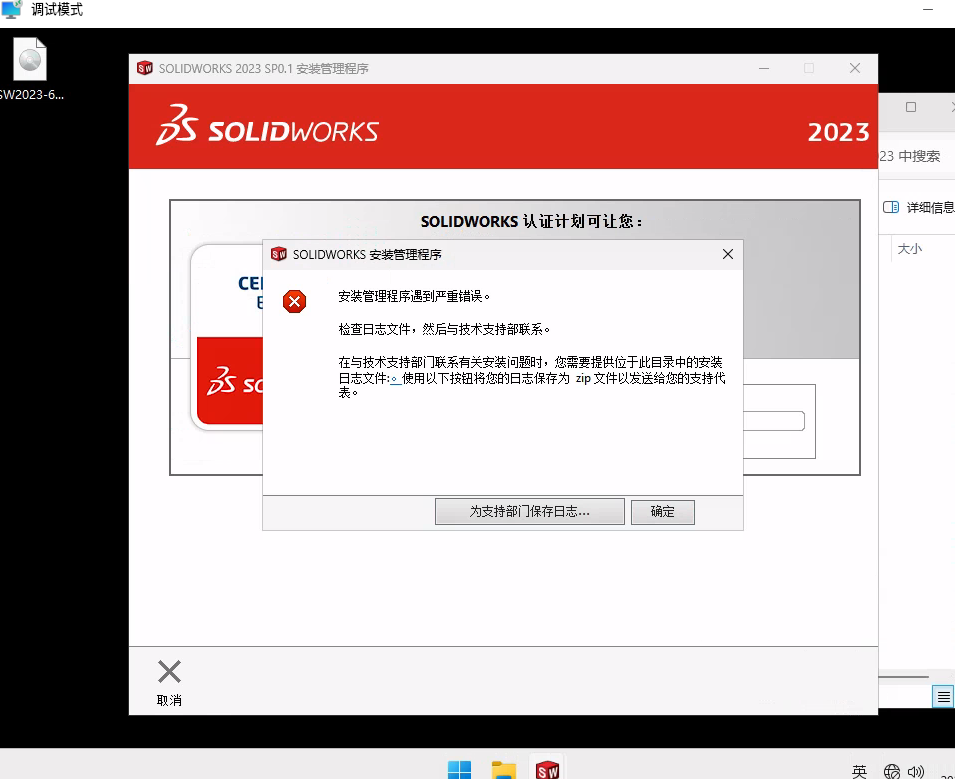 调试模式
SW2023-6...
SOLIDWORKS 2023 SP0.1 安装管理程序
SOLIDWORKS
2023
23 中搜索
详细信息
大小
SOLIDWORKS 认证计划可让您：
SOLIDWORKS 安装管理程序
安装管理程序遇到严重错误。
检查日志文件，然后与技术支持部联系。
在与技术支持部门联系有关安装问题时，您需要提供位于此目录中的安装
日志文件:。使用以下按钮将您的日志保存为 zip 文件以发送给您的支持代
表。
为支持部门保存日志...
确定
取消
英